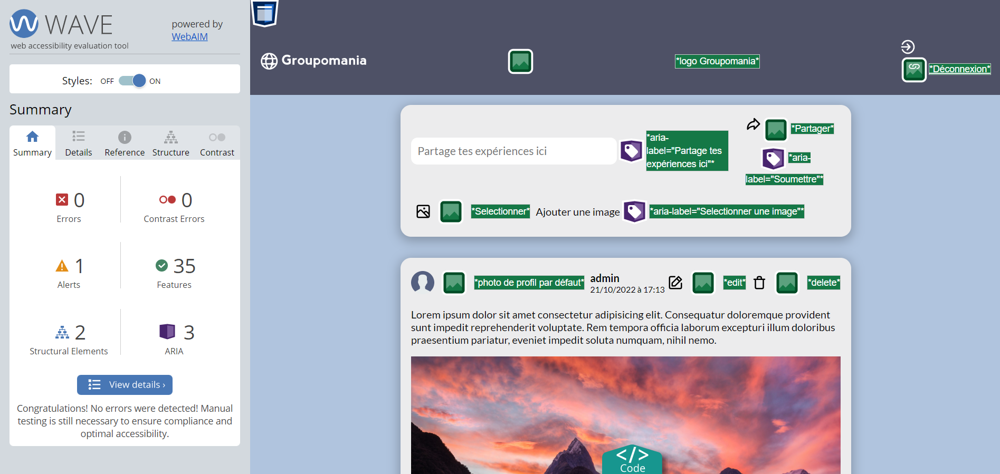 WAVE
powered by
WebAIM
web accessibility evaluation tool
Styles: OFF ON
Summary
Summary Details Reference Structure Contrast
0 0
Errors Contrast Errors
1 35
Alerts Features
2 3
Structural Elements ARIA
View details ›
Congratulations! No errors were detected! Manual
testing is still necessary to ensure compliance and
optimal accessibility.
Groupomania
*logo Groupomania*
*Déconnexion*
Partage tes expériences ici
*aria-
label="Partage tes
expériences ici"*
*Partager*
*aria-
label="Soumettre"*
*Selectionner* Ajouter une image *aria-label="Selectionner une image"*
*photo de profil par défaut* admin
21/10/2022 à 17:13
*edit* *delete*
Lorem ipsum dolor sit amet consectetur adipisicing elit. Consequatur doloremque provident
sunt impedit reprehenderit voluptate. Rem tempora officia laborum excepturi illum doloribus
praesentium pariatur, eveniet impedit soluta numquam, nihil nemo.
</>
Code